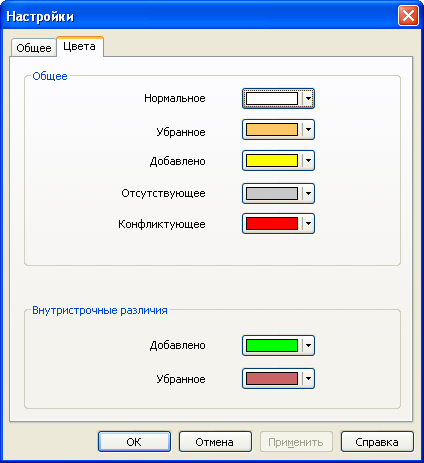 Настройки
Общее
Цвета
Общее
Нормальное
Убранное
Добавлено
Отсутствующее
Конфликтующее
Внутристрочные различия
Добавлено
Убранное
OK
Отмена
Применить
Справка